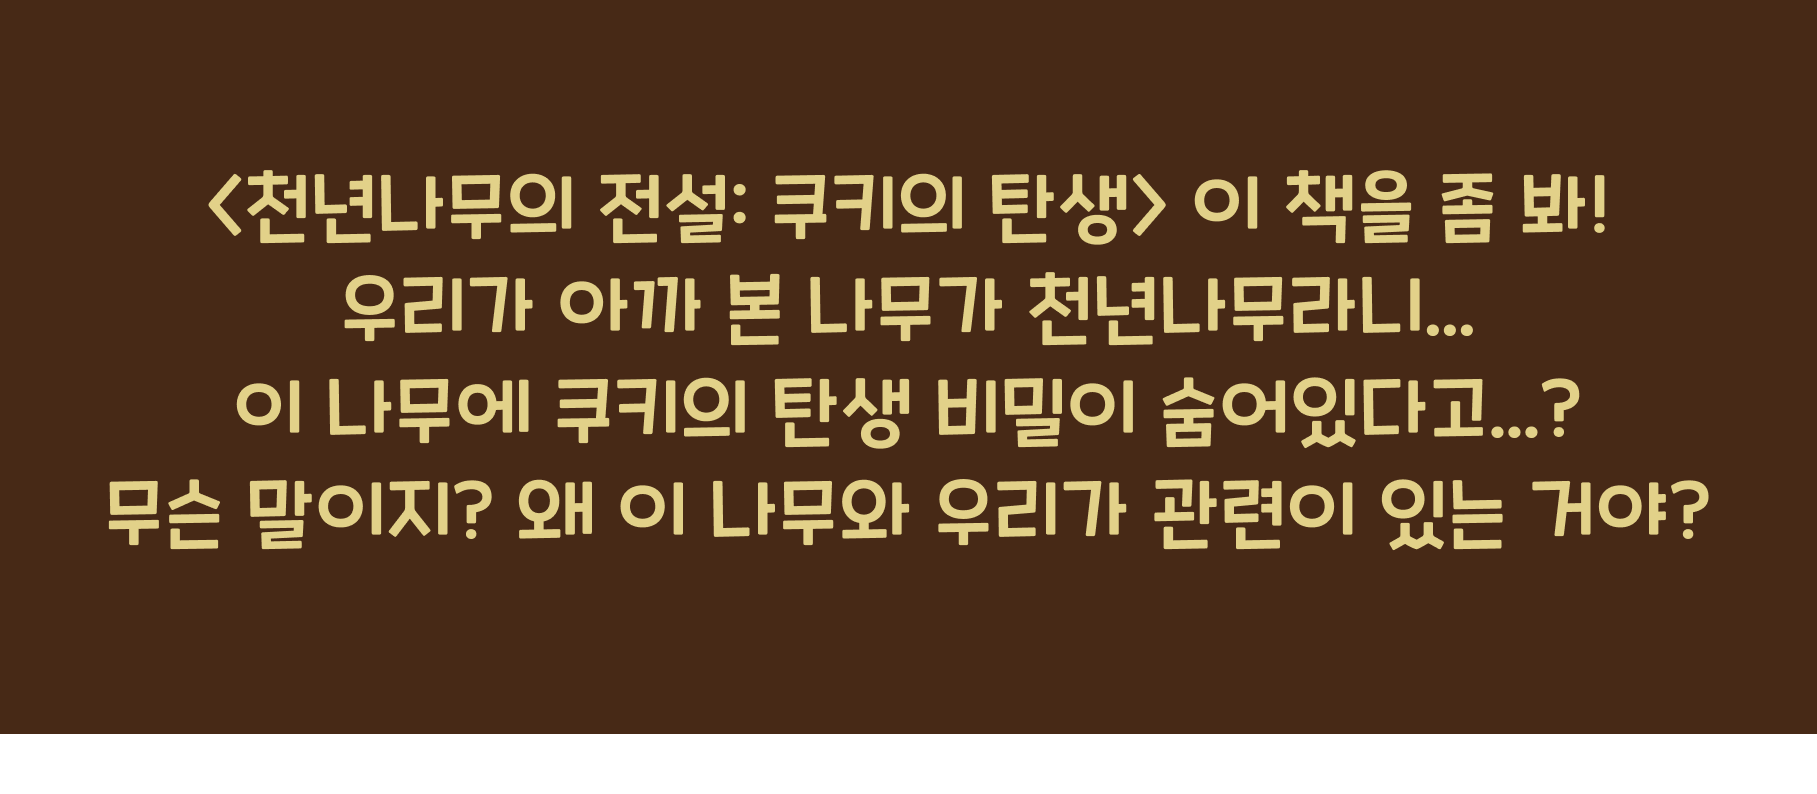 <천년나무의 전설: 쿠키의 탄생> 이 책을 좀 봐!
우리가 아까 본 나무가 천년나무라니...
이 나무에 쿠키의 탄생 비밀이 숨어있다고...?
무슨 말이지? 왜 이 나무와 우리가 관련이 있는 거야?